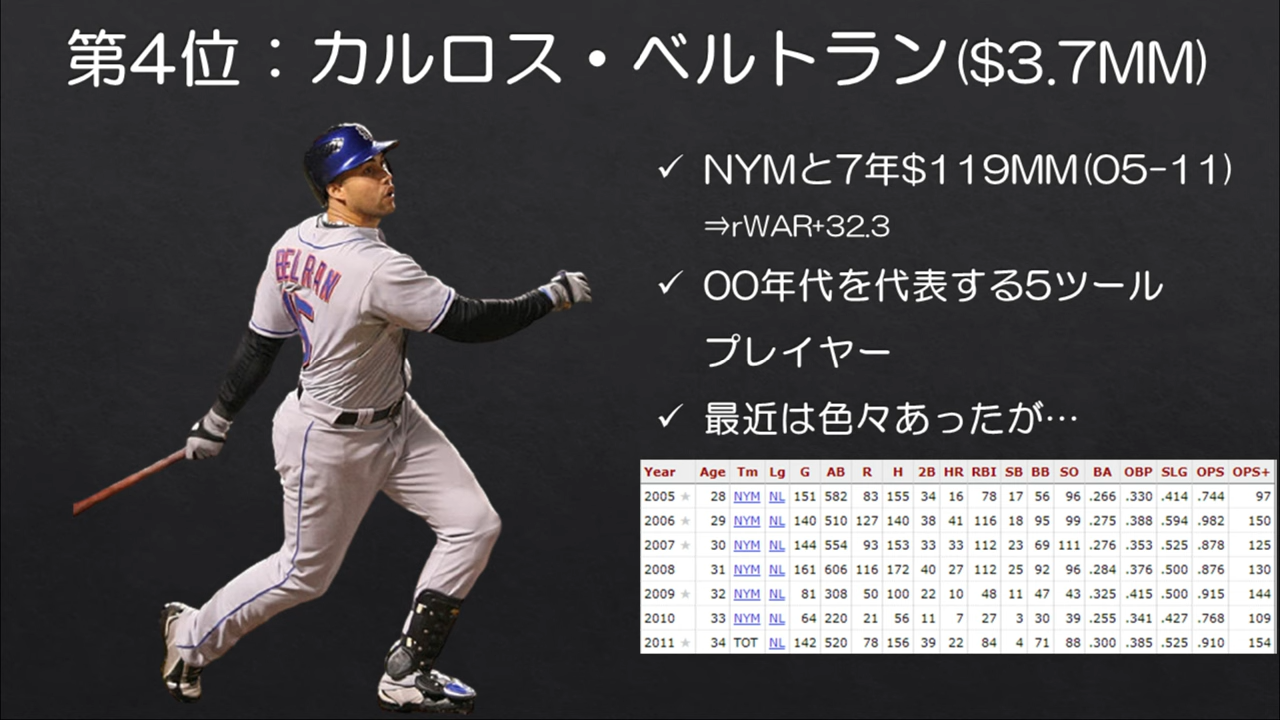 第4位：カルロス・ベルトラン($3.7MM)
✓ NYMと7年$119MM(05-11)
⇒rWAR+32.3
✓ 00年代を代表する5ツール
プレイヤー
✓ 最近は色々あったが…
BELRAN
15
Year Age Tm Lg G AB R H 2B HR RBI SB BB SO BA OBP SLG OPS OPS+
2005 ★ 28 NYM NL 151 582 83 155 34 16 78 17 56 96 .266 .330 .414 .744 97
2006 ★ 29 NYM NL 140 510 127 140 38 41 116 18 95 99 .275 .388 .594 .982 150
2007 ★ 30 NYM NL 144 554 93 153 33 33 112 23 69 111 .276 .353 .525 .878 125
2008 31 NYM NL 161 606 116 172 40 27 112 25 92 96 .284 .376 .500 .876 130
2009 ★ 32 NYM NL 81 308 50 100 22 10 48 11 47 43 .325 .415 .500 .915 144
2010 33 NYM NL 64 220 21 56 11 7 27 3 30 39 .255 .341 .427 .768 109
2011 ★ 34 TOT NL 142 520 78 156 39 22 84 4 71 88 .300 .385 .525 .910 154